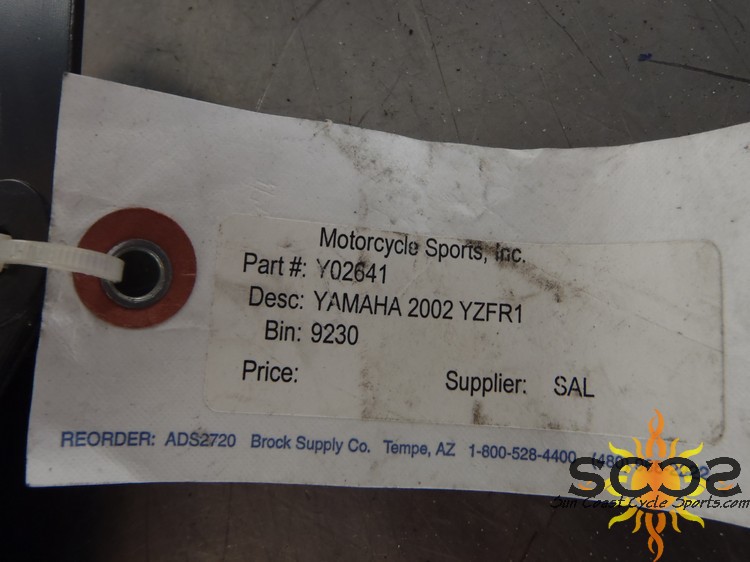 Motorcycle Sports, Inc.
Part #: Y02641
Desc: YAMAHA 2002 YZFR1
Bin: 9230
Price: Supplier: SAL
REORDER: ADS2720 Brock Supply Co. Tempe, AZ 1-800-528-4400 (480)
Sun Coast Cycle Sports.com